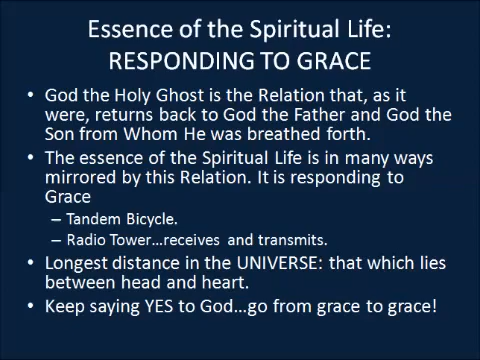 Essence of the Spiritual Life:
RESPONDING TO GRACE
• God the Holy Ghost is the Relation that, as it
were, returns back to God the Father and God the
Son from Whom He was breathed forth.
• The essence of the Spiritual Life is in many ways
mirrored by this Relation. It is responding to
Grace
– Tandem Bicycle.
– Radio Tower...receives and transmits.
• Longest distance in the UNIVERSE: that which lies
between head and heart.
• Keep saying YES to God...go from grace to grace!